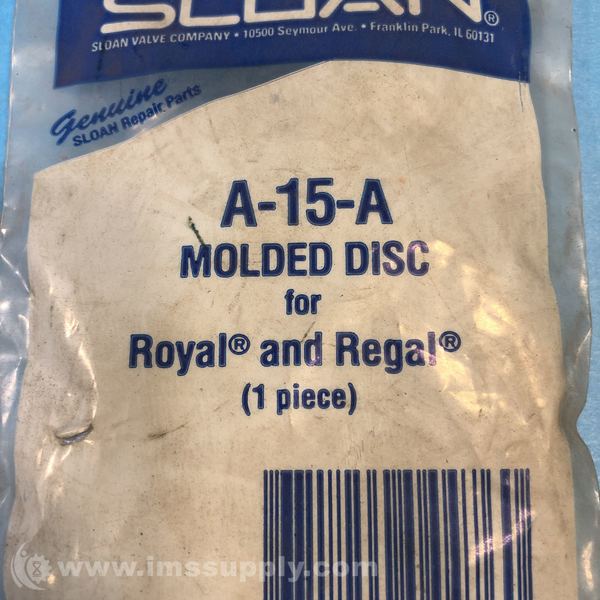 SLOAN®
SLOAN VALVE COMPANY • 10500 Seymour Ave. • Franklin Park, IL 60131
Genuine
SLOAN Repair Parts
A-15-A
MOLDED DISC
for
Royal® and Regal®
(1 piece)
www.imssupply.com